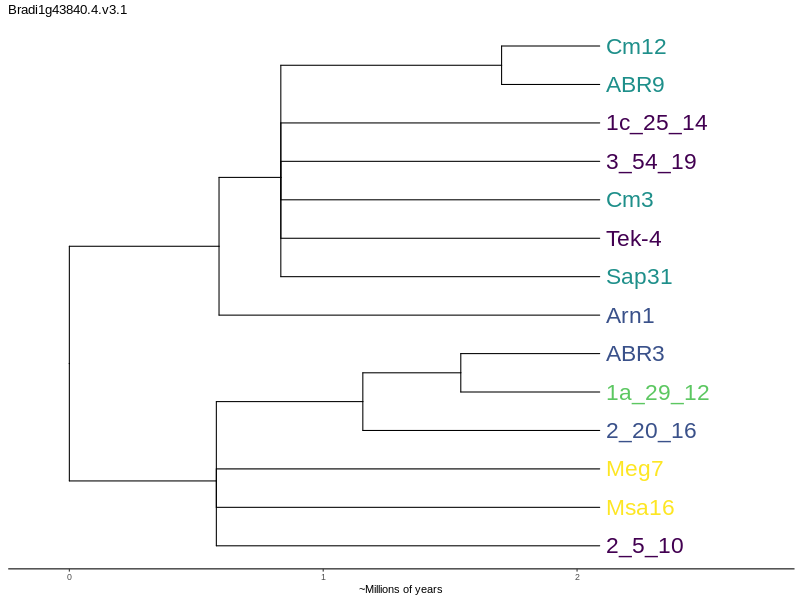 Bradi1g43840.4.v3.1
Cm12
ABR9
1c_25_14
3_54_19
Cm3
Tek-4
Sap31
Arn1
ABR3
1a_29_12
2_20_16
Meg7
Msa16
2_5_10
0 1 2
~Millions of years